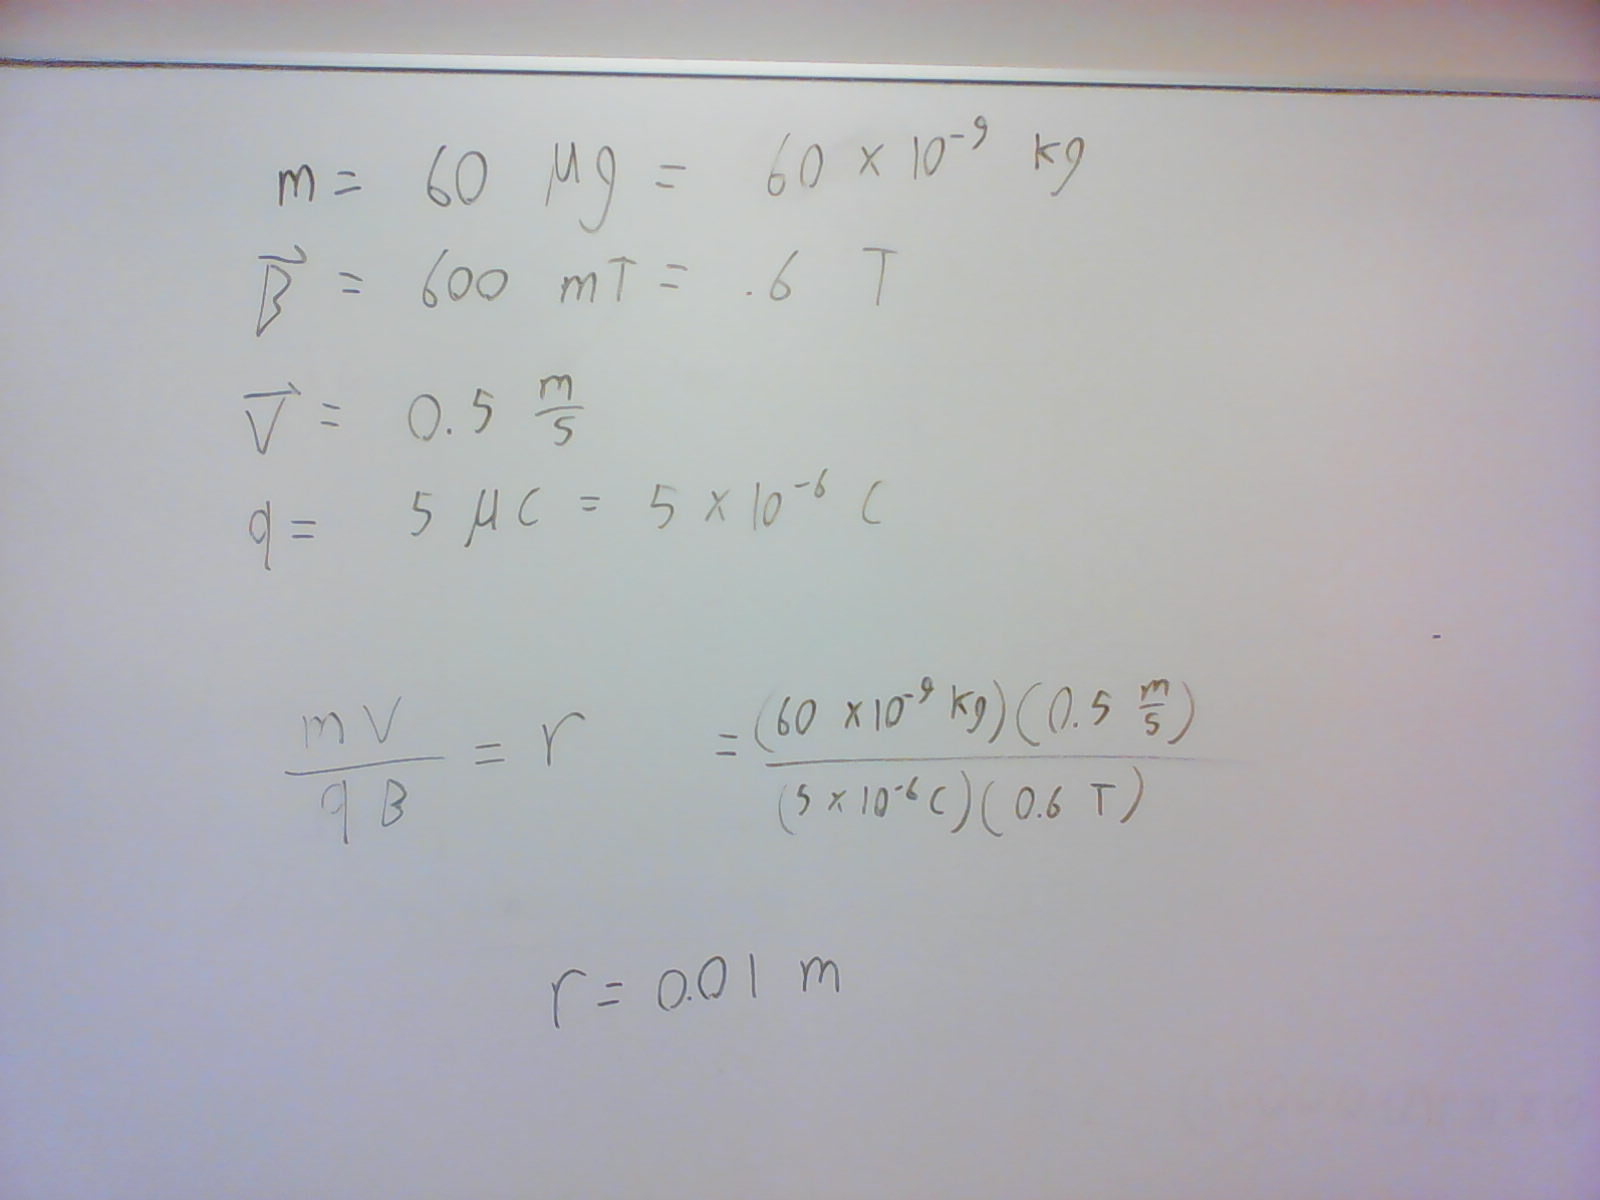 m = 60 μg = 60 × 10⁻⁹ kg
B⃗ = 600 mT = .6 T
V⃗ = 0.5 m/s
q = 5 μC = 5 × 10⁻⁶ C
mV/qB = r = (60 × 10⁻⁹ kg)(0.5 m/s)/(5 × 10⁻⁶ C)(0.6 T)
r = 0.01 m